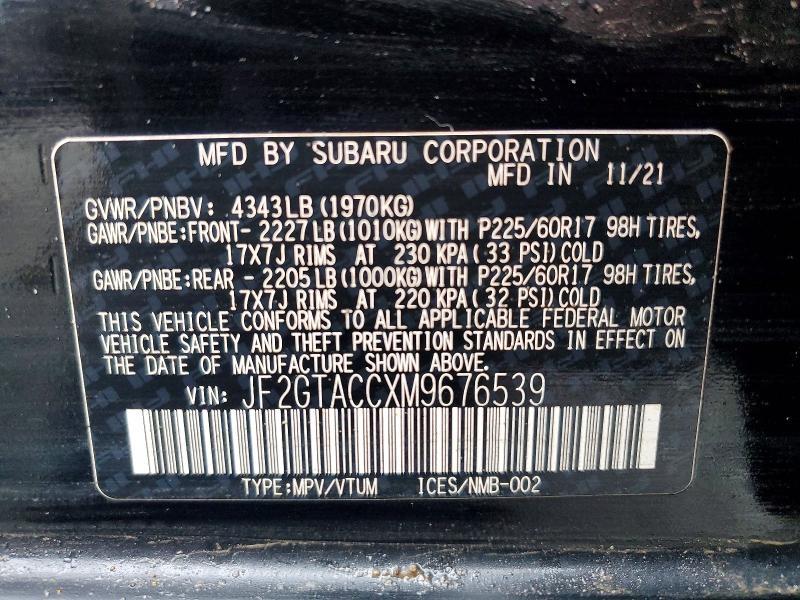 MFD BY SUBARU CORPORATION
MFD IN 11/21
GVWR/PNBV: 4343LB(1970KG)
GAWR/PNBE:FRONT- 2227LB(1010KG)WITH P225/60R17 98H TIRES,
17X7J RIMS AT 230 KPA( 33 PSI)COLD
GAWR/PNBE:REAR - 2205LB(1000KG)WITH P225/60R17 98H TIRES,
17X7J RIMS AT 220 KPA( 32 PSI)COLD
THIS VEHICLE CONFORMS TO ALL APPLICABLE FEDERAL MOTOR
VEHICLE SAFETY AND THEFT PREVENTION STANDARDS IN EFFECT ON
THE DATE OF MANUFACTURE SHOWN ABOVE.
VIN: JF2GTACCXM9676539
TYPE:MPV/VTUM ICES/NMB-002